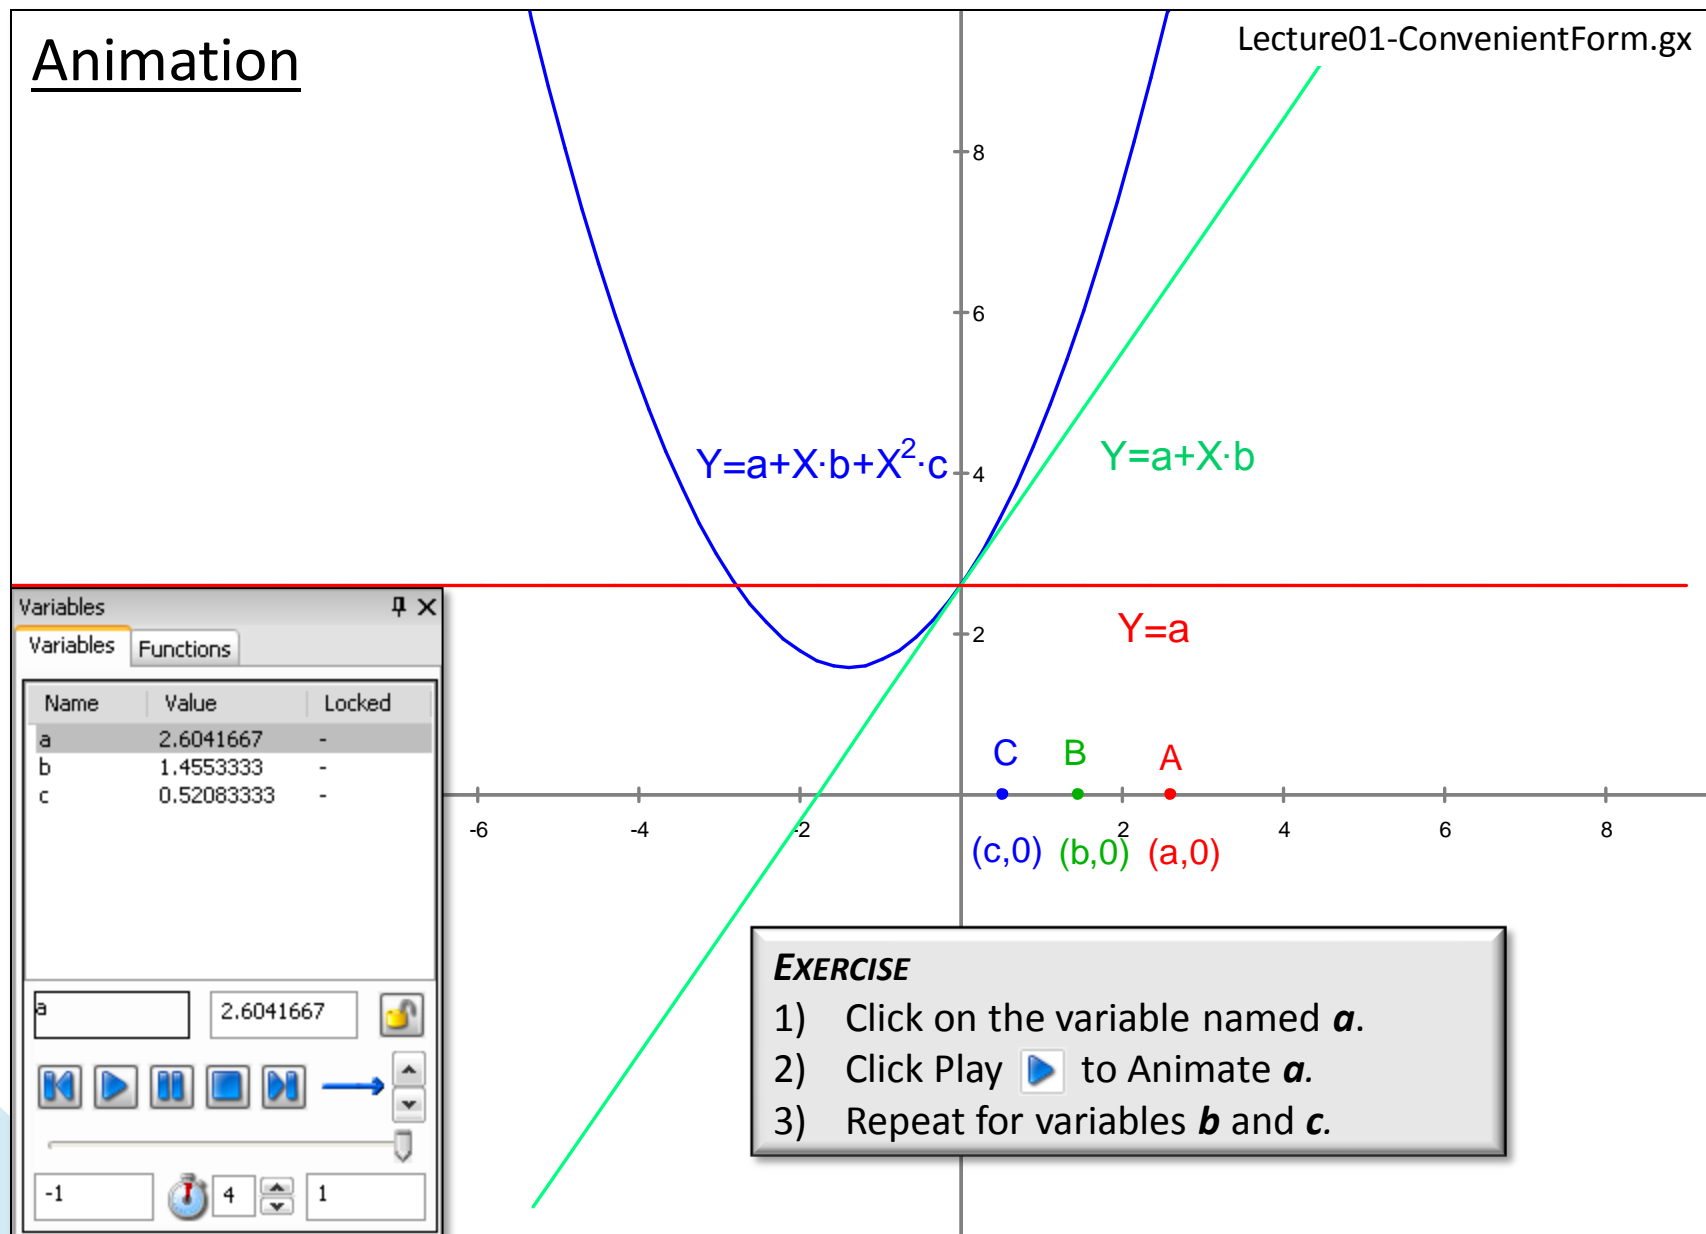 Animation
Lecture01-ConvenientForm.gx
8
6
Y=a+X·b+X²·c
4
Y=a+X·b
Y=a
2
C
B
A
-6
-4
-2
2
4
6
8
(c,0)
(b,0)
(a,0)
Variables
Variables
Functions
Name Value Locked
a 2.6041667 -
b 1.4553333 -
c 0.52083333 -
a
2.6041667
-1
4
1
EXERCISE
1) Click on the variable named a.
2) Click Play to Animate a.
3) Repeat for variables b and c.